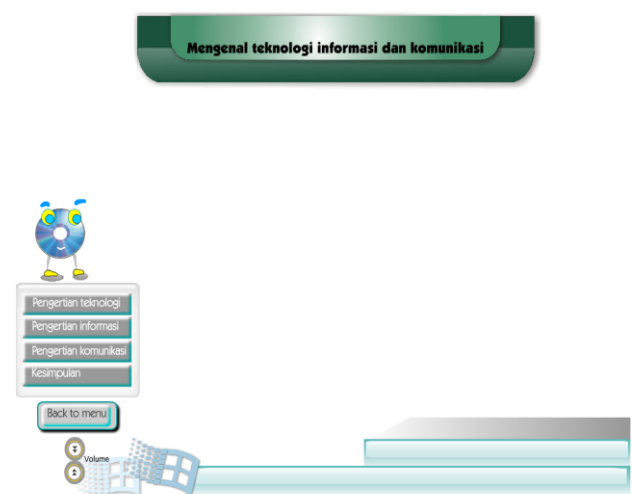 Mengenal teknologi informasi dan komunikasi
Pengertian teknologi
Pengertian informasi
Pengertian komunikasi
Kesimpulan
Back to menu
Volume